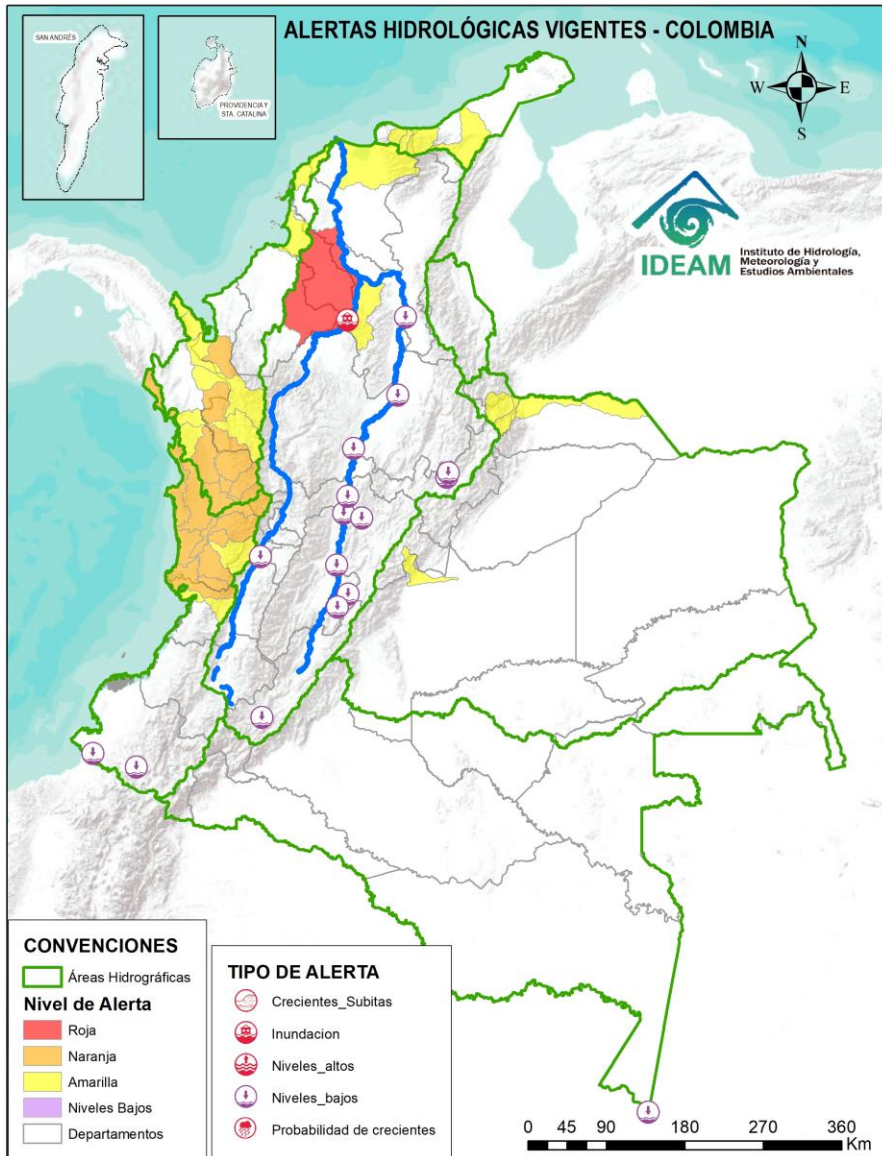 ALERTAS HIDROLÓGICAS VIGENTES - COLOMBIA
SAN ANDRÉS
PROVIDENCIA Y
STA. CATALINA
N
W
E
S
IDEAM
Instituto de Hidrología,
Meteorología y
Estudios Ambientales
CONVENCIONES
Áreas Hidrográficas
Nivel de Alerta
Roja
Naranja
Amarilla
Niveles Bajos
Departamentos
TIPO DE ALERTA
Crecientes_Subitas
Inundacion
Niveles_altos
Niveles_bajos
Probabilidad de crecientes
0 45 90 180 270 360
Km